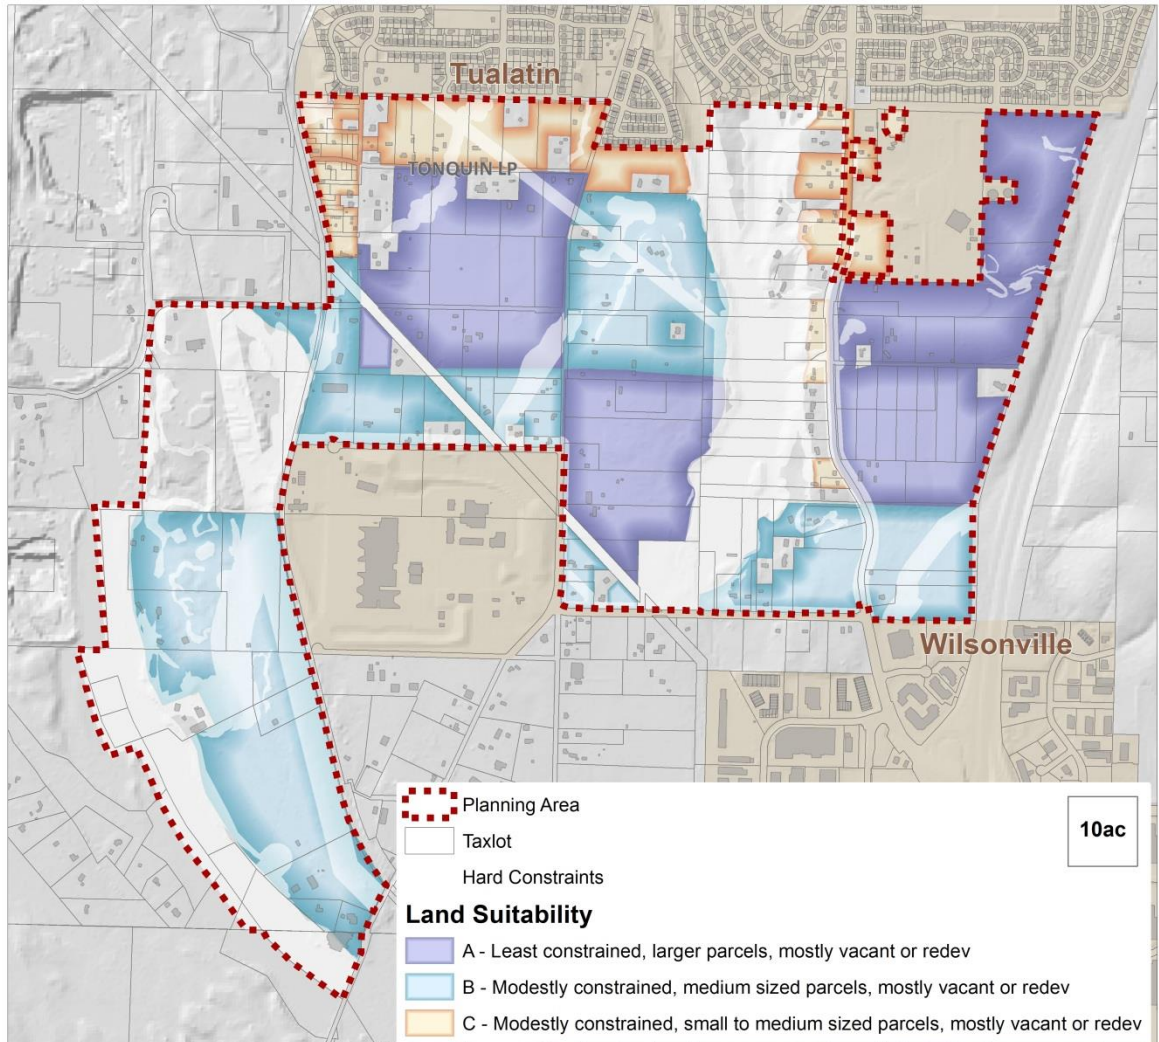 Tualatin
TONQUIN LP
Wilsonville
Planning Area
10ac
Taxlot
Hard Constraints
Land Suitability
A - Least constrained, larger parcels, mostly vacant or redev
B - Modestly constrained, medium sized parcels, mostly vacant or redev
C - Modestly constrained, small to medium sized parcels, mostly vacant or redev